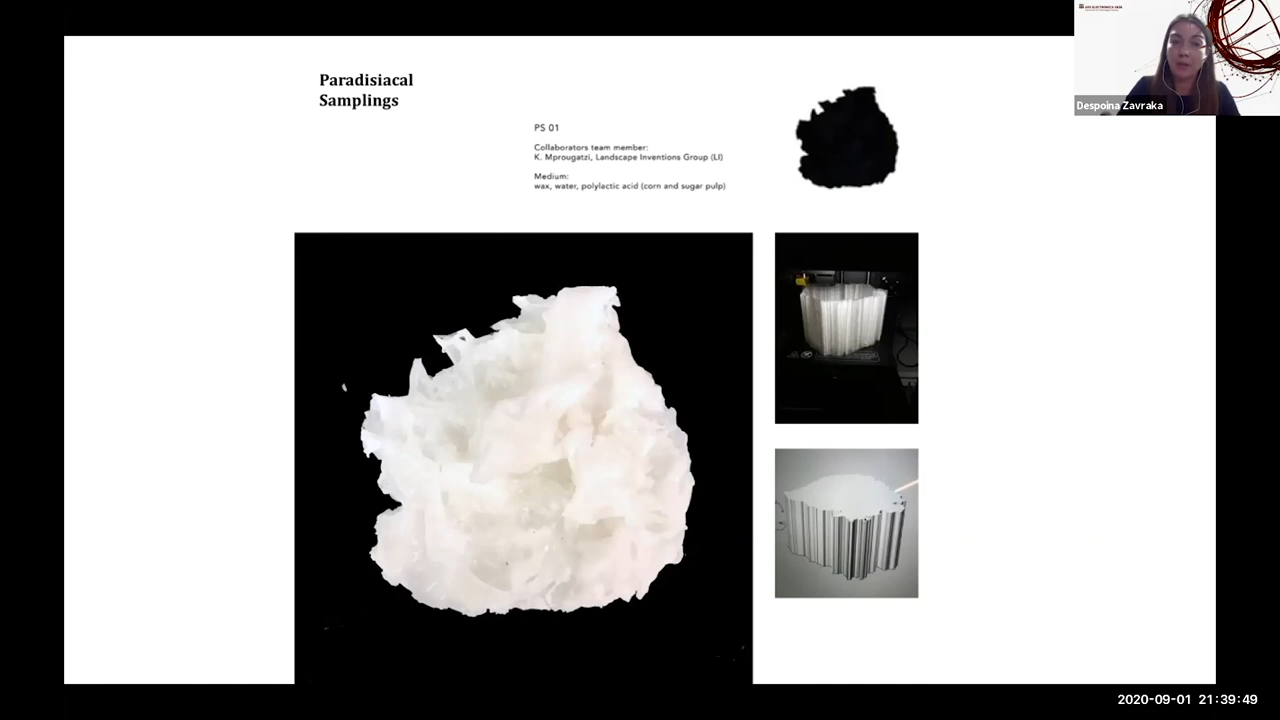 Paradisiacal
Samplings
PS 01
Collaborators team member:
K. Mprougatzi, Landscape Inventions Group (LI)
Medium:
wax, water, polylactic acid (corn and sugar pulp)
Despoina Zavraka
2020-09-01 21:39:49